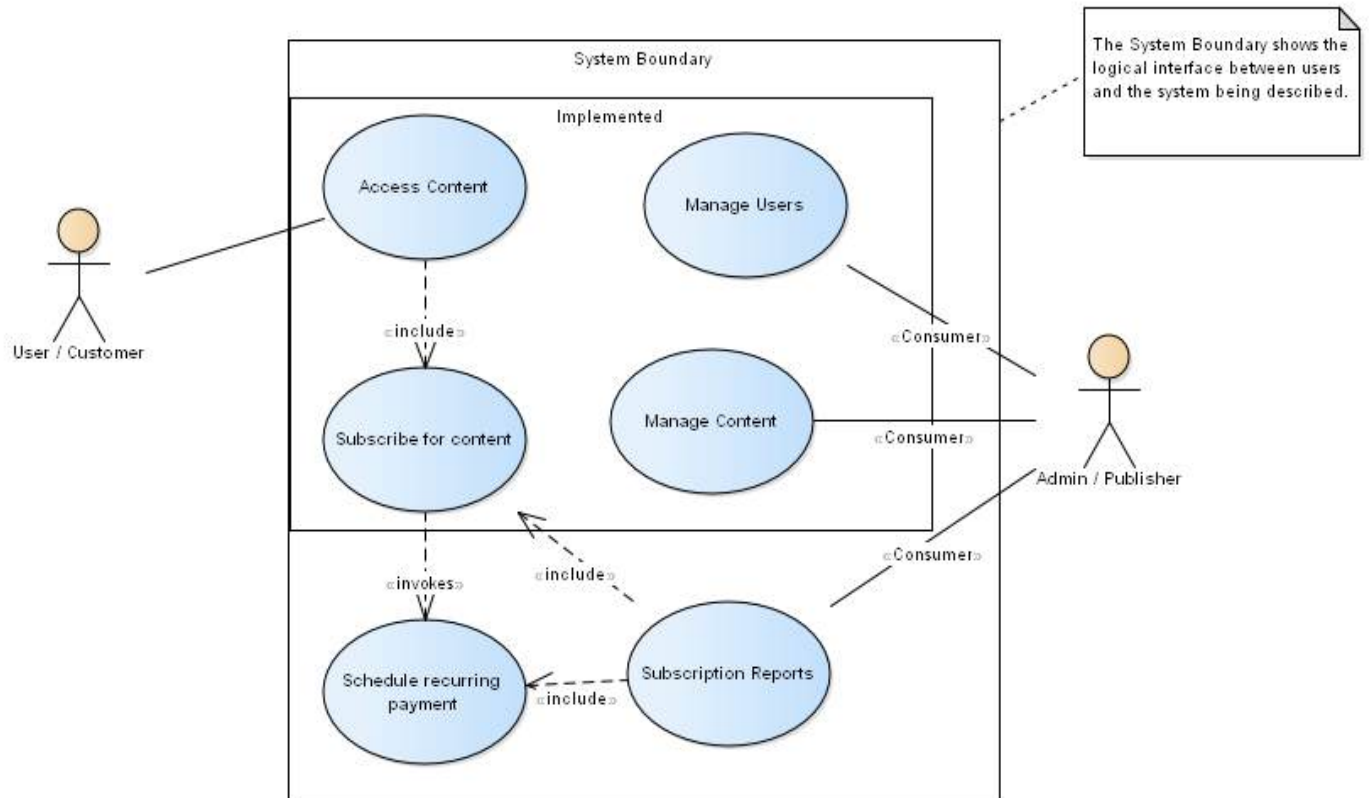 The System Boundary shows the
logical interface between users
and the system being described.
System Boundary
Implemented
Access Content
Manage Users
User / Customer
«include»
«Consumer»
Subscribe for content
Manage Content
«Consumer»
Admin / Publisher
«invokes»
«include»
«Consumer»
Schedule recurring
payment
Subscription Reports
«include»